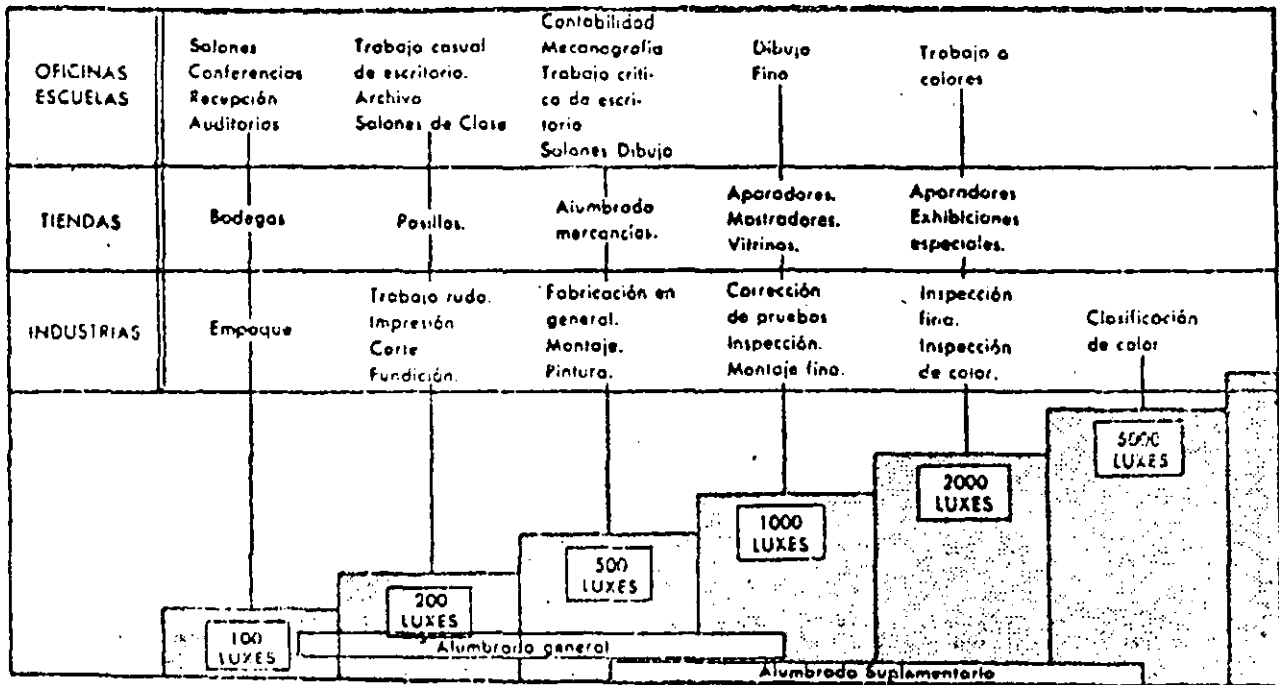 OFICINAS
ESCUELAS
Salones
Conferencias
Recepción
Auditorios
Trabajo casual
de escritorio.
Archivo
Salones de Clase
Contabilidad
Mecanografía
Trabajo criti-
co de escri-
torio
Salones Dibujo
Dibujo
Fino
Trabajo a
colores
TIENDAS
Bodegas
Pasillos.
Alumbrado
mercancías.
Aparadores.
Mostradores.
Vitrinas.
Aparadores
Exhibiciones
especiales.
INDUSTRIAS
Empaque
Trabajo rudo.
Impresión
Corte
Fundición.
Fabricación en
general.
Montaje.
Pintura.
Corrección
de pruebas
Inspección.
Montaje fino.
Inspección
fina.
Inspección
de color.
Clasificación
de color
100
LUXES
200
LUXES
500
LUXES
1000
LUXES
2000
LUXES
5000
LUXES
Alumbrado general
Alumbrado Suplementario